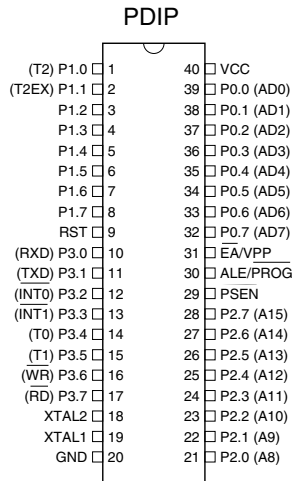 PDIP
(T2) P1.0 1 40 VCC
(T2EX) P1.1 2 39 P0.0 (AD0)
P1.2 3 38 P0.1 (AD1)
P1.3 4 37 P0.2 (AD2)
P1.4 5 36 P0.3 (AD3)
P1.5 6 35 P0.4 (AD4)
P1.6 7 34 P0.5 (AD5)
P1.7 8 33 P0.6 (AD6)
RST 9 32 P0.7 (AD7)
(RXD) P3.0 10 31 E̅A̅/VPP
(TXD) P3.1 11 30 ALE/P̅R̅O̅G̅
(I̅N̅T̅0̅) P3.2 12 29 P̅S̅E̅N̅
(I̅N̅T̅1̅) P3.3 13 28 P2.7 (A15)
(T0) P3.4 14 27 P2.6 (A14)
(T1) P3.5 15 26 P2.5 (A13)
(W̅R̅) P3.6 16 25 P2.4 (A12)
(R̅D̅) P3.7 17 24 P2.3 (A11)
XTAL2 18 23 P2.2 (A10)
XTAL1 19 22 P2.1 (A9)
GND 20 21 P2.0 (A8)